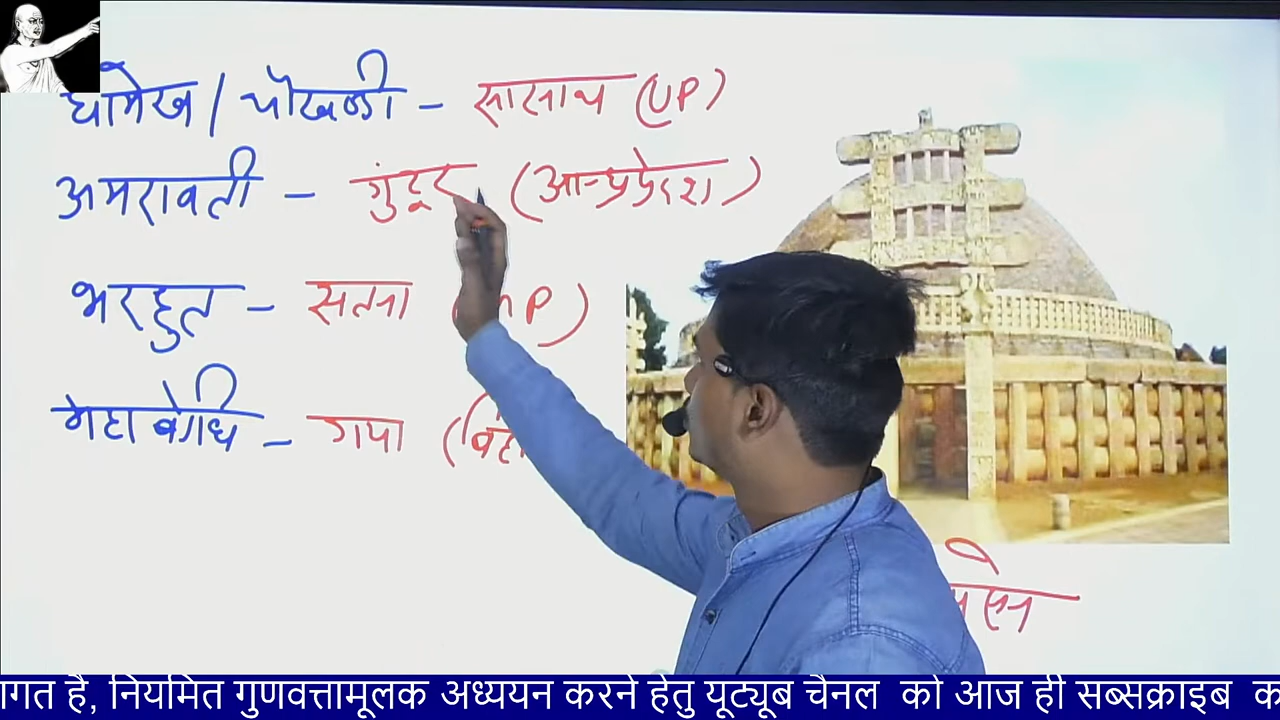 धामेख / चौखण्डी - सारनाथ (UP)
अमरावती - गुंटूर (आन्ध्रप्रदेश)
भरहुत - सतना (MP)
महाबोधि - गया
गत है, नियमित गुणवत्तामूलक अध्ययन करने हेतु यूट्यूब चैनल को आज ही सब्सक्राइब क